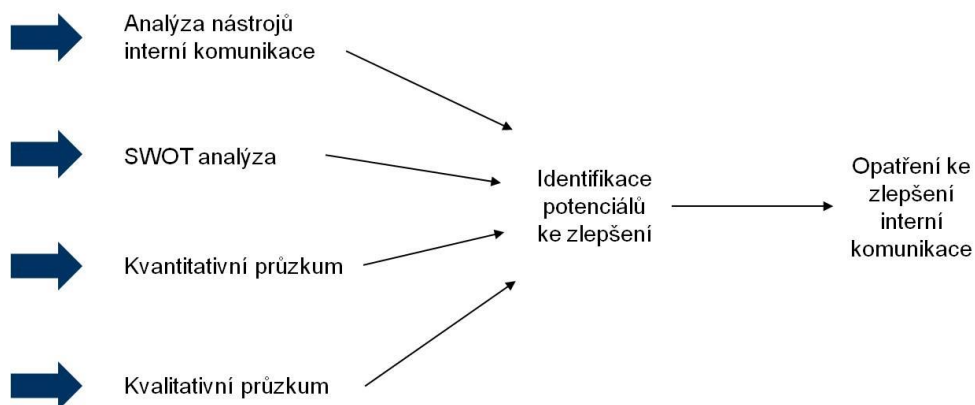 Analýza nástrojů
interní komunikace
SWOT analýza
Kvantitativní průzkum
Kvalitativní průzkum
Identifikace
potenciálů
ke zlepšení
Opatření ke
zlepšení
interní
komunikace